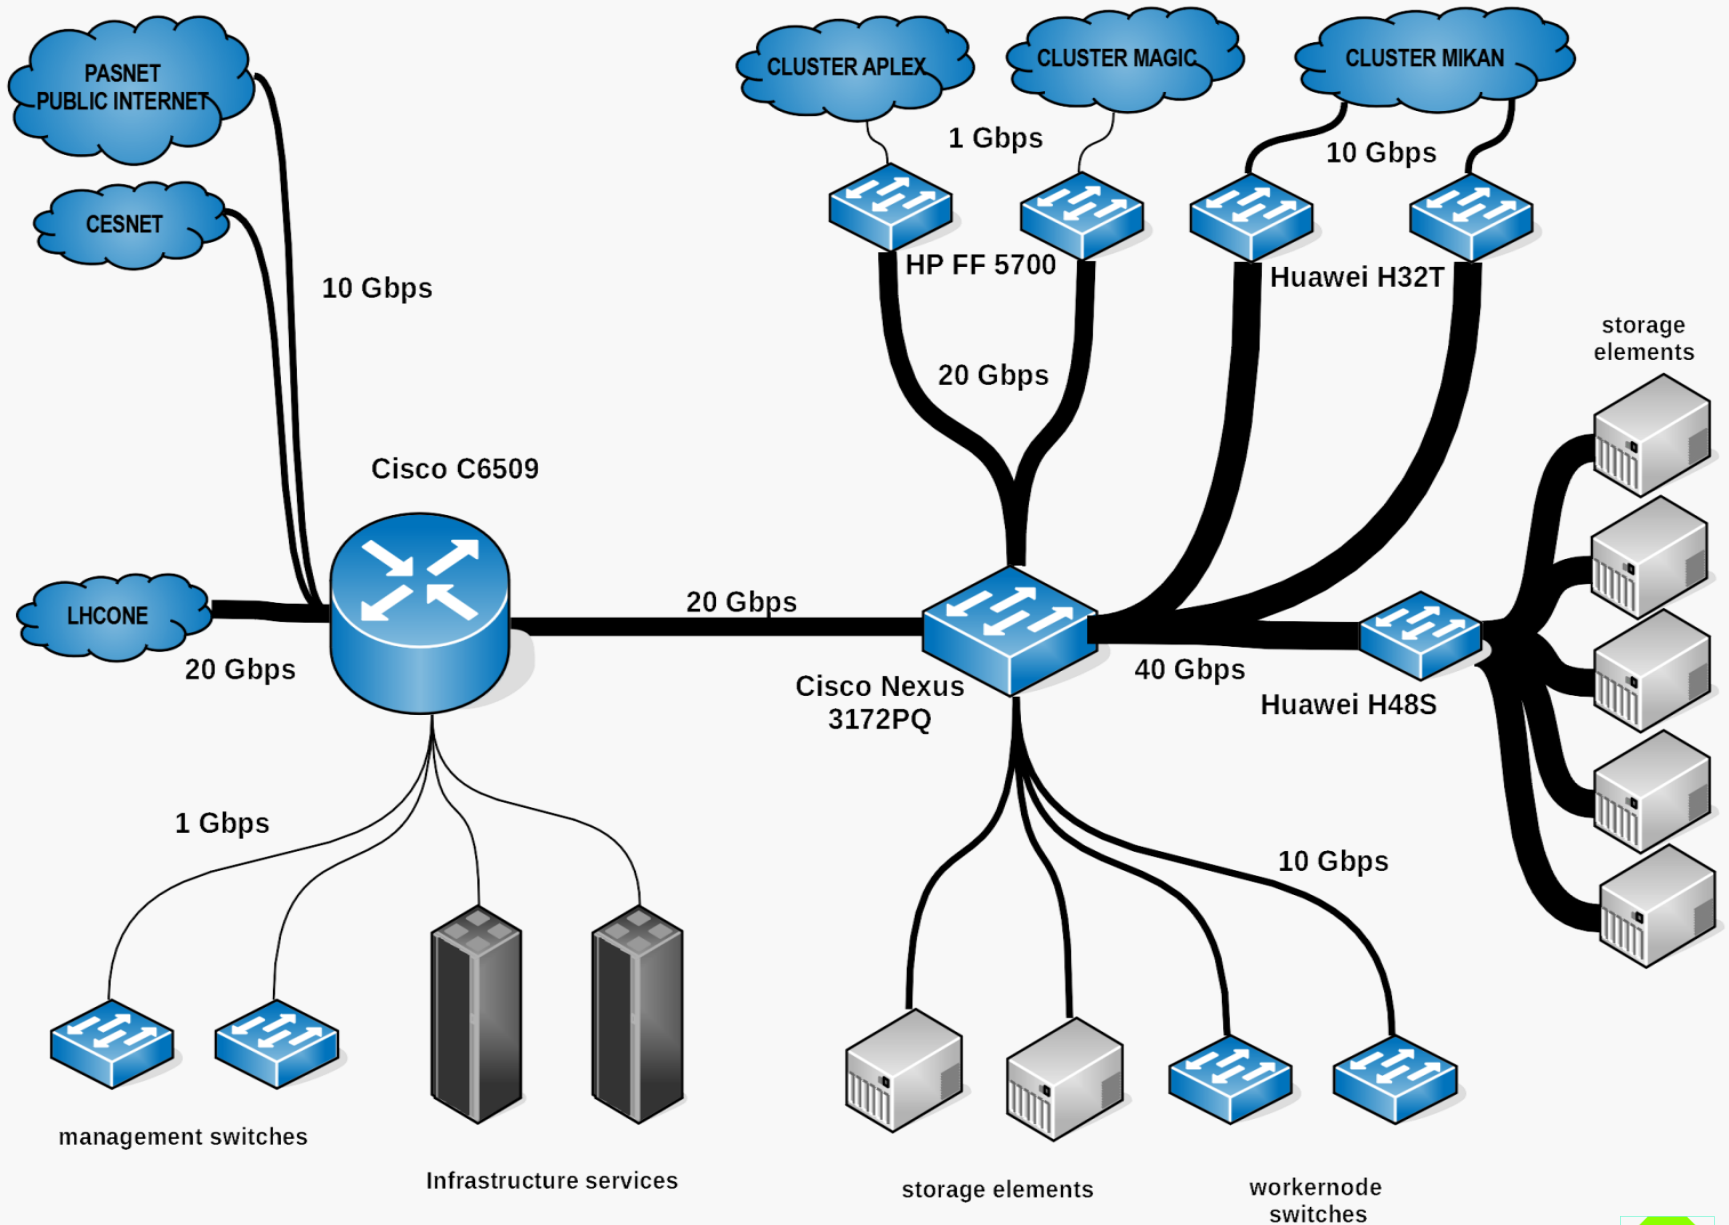 PASNET
PUBLIC INTERNET
CLUSTER APLEX
CLUSTER MAGIC
CLUSTER MIKAN
1 Gbps
10 Gbps
CESNET
10 Gbps
HP FF 5700
Huawei H32T
20 Gbps
storage
elements
Cisco C6509
LHCONE
20 Gbps
20 Gbps
Cisco Nexus
3172PQ
40 Gbps
Huawei H48S
1 Gbps
10 Gbps
management switches
Infrastructure services
storage elements
workernode
switches